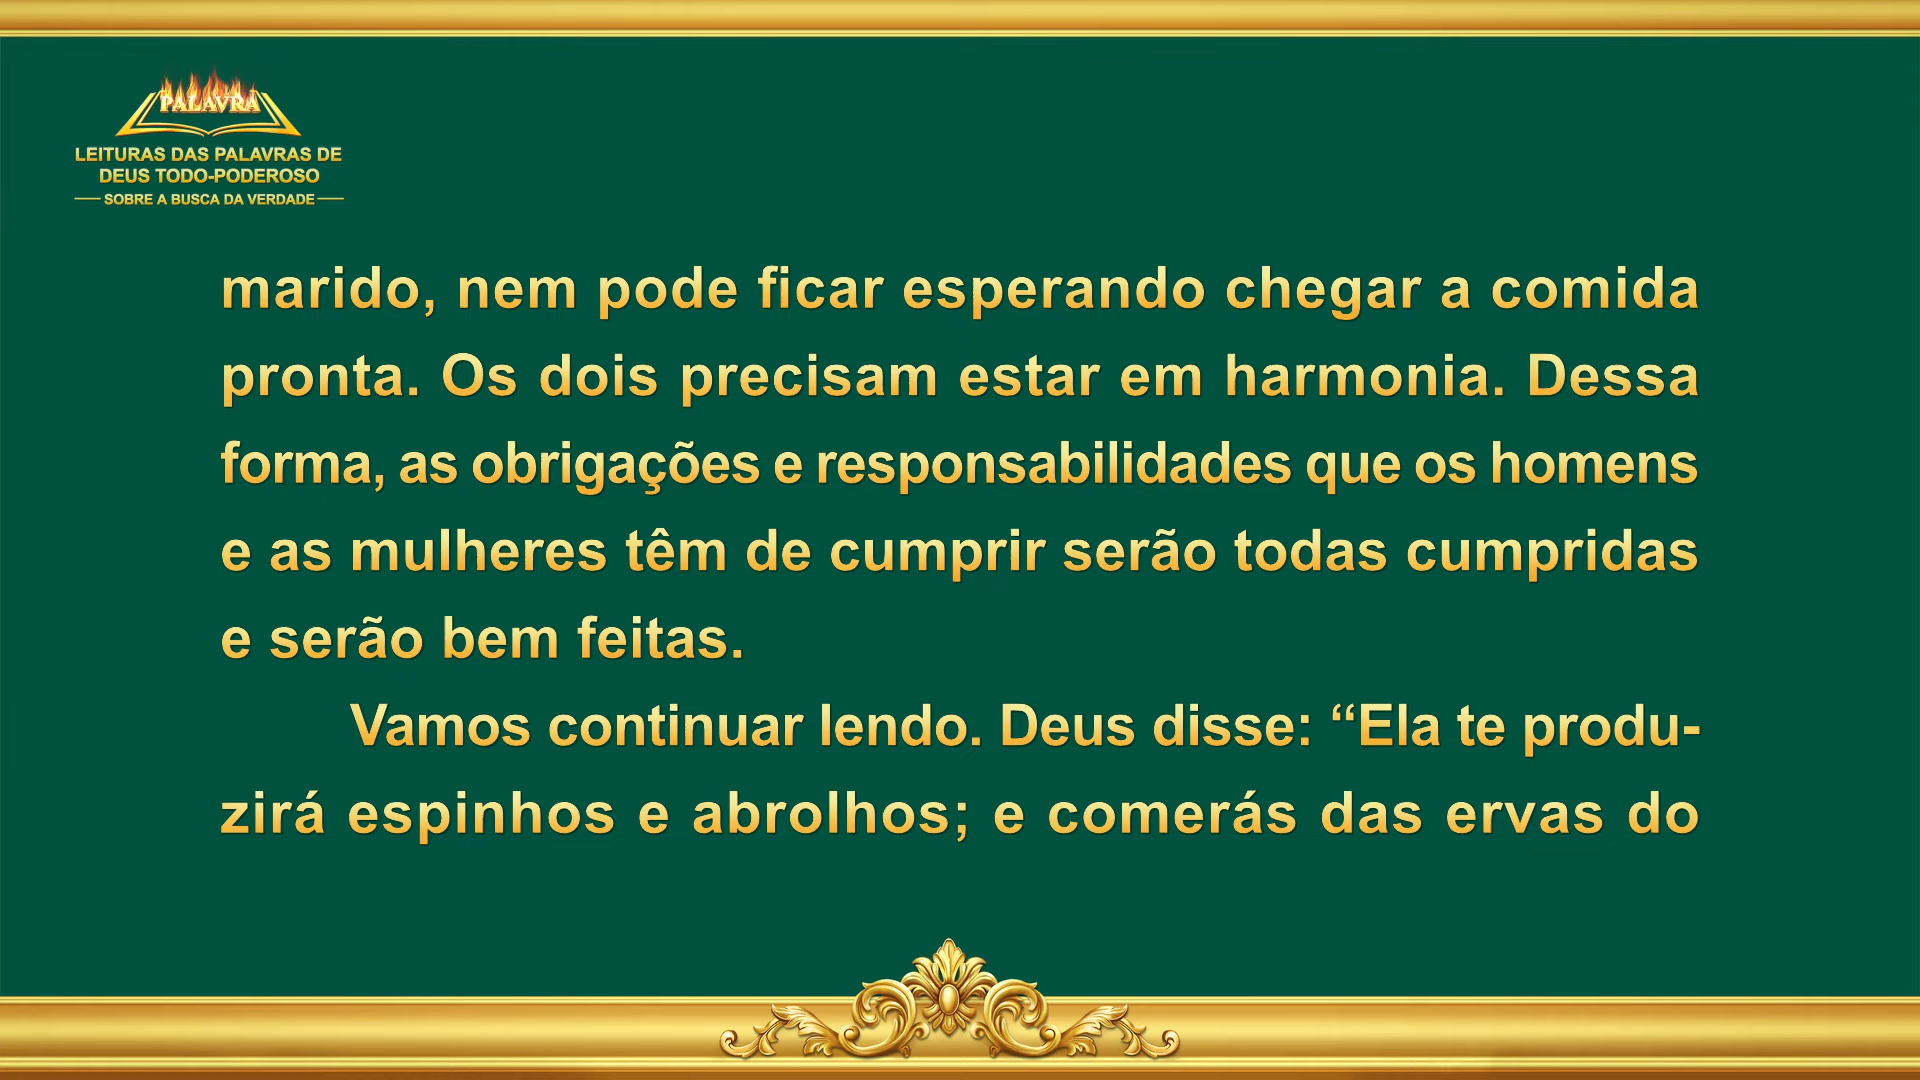 PALAVRA
LEITURAS DAS PALAVRAS DE
DEUS TODO-PODEROSO
SOBRE A BUSCA DA VERDADE
marido, nem pode ficar esperando chegar a comida
pronta. Os dois precisam estar em harmonia. Dessa
forma, as obrigações e responsabilidades que os homens
e as mulheres têm de cumprir serão todas cumpridas
e serão bem feitas.
Vamos continuar lendo. Deus disse: “Ela te produ-
zirá espinhos e abrolhos; e comerás das ervas do